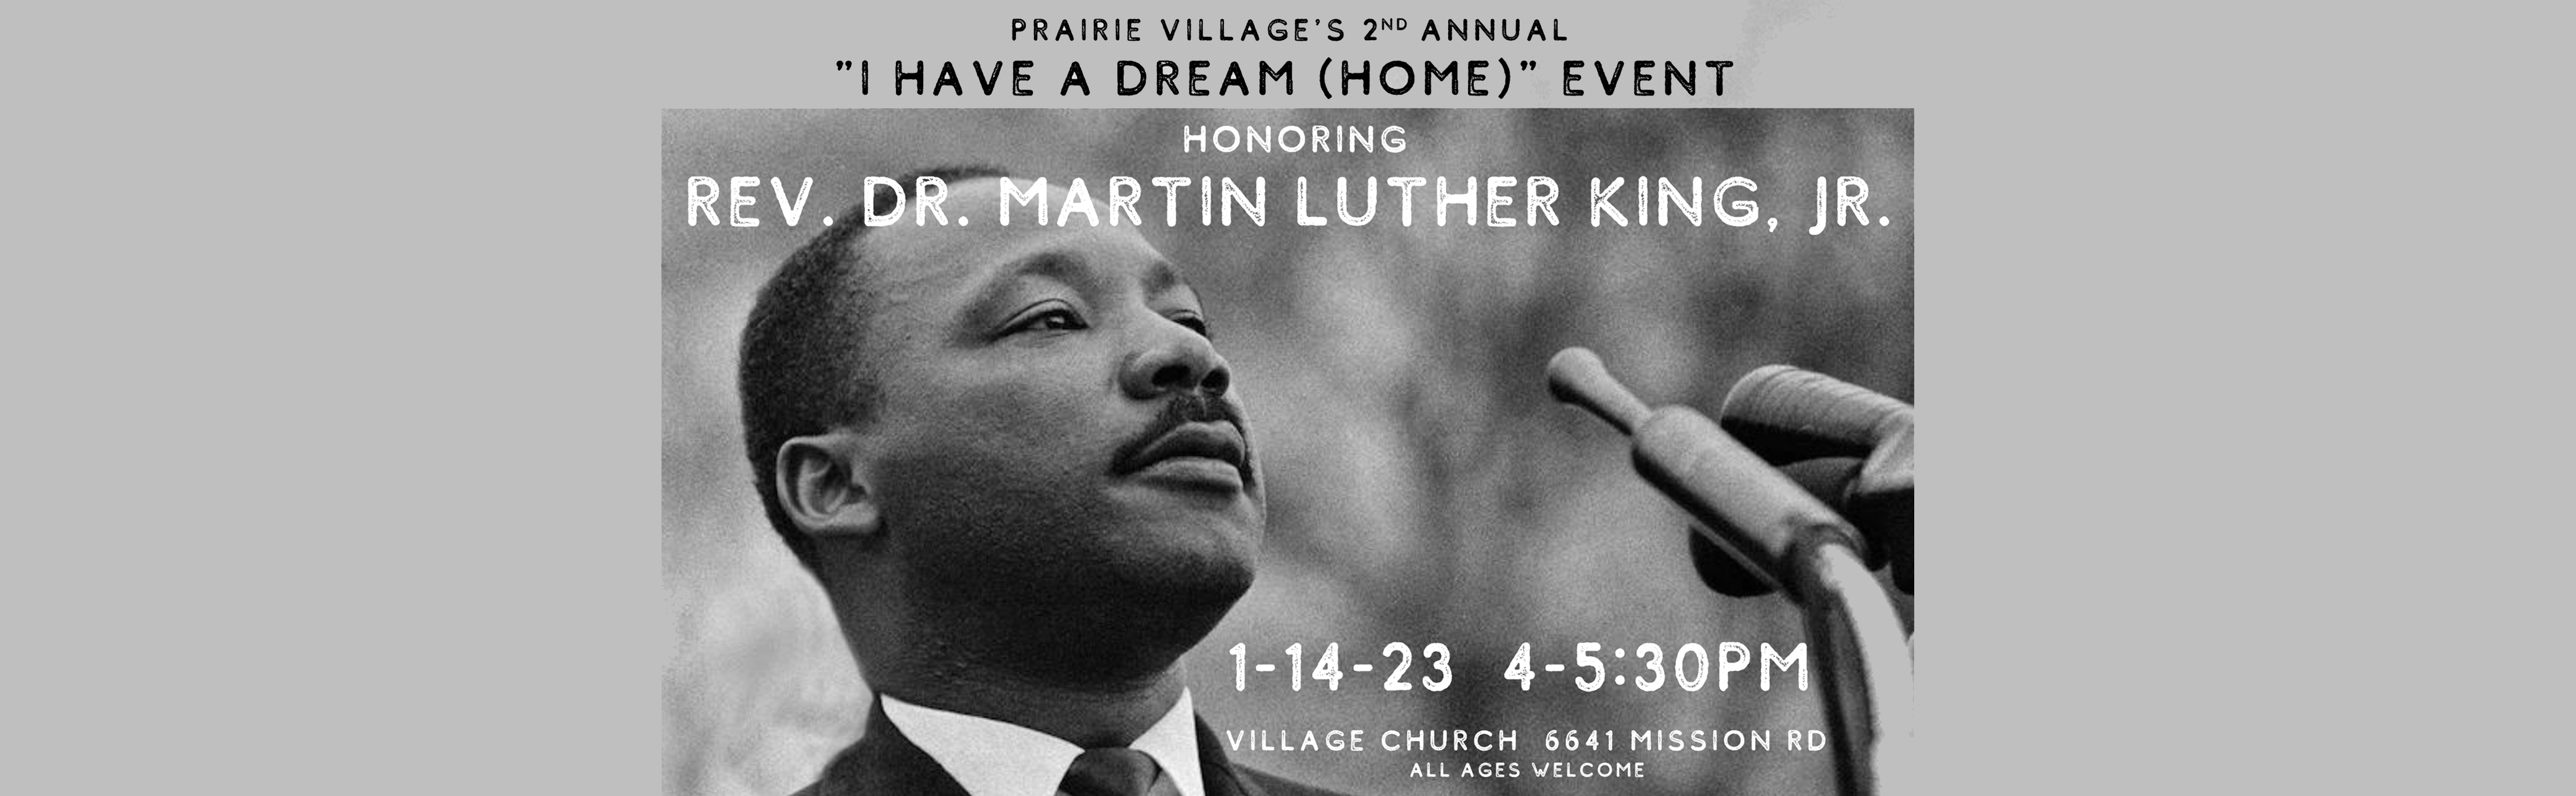 PRAIRIE VILLAGE'S 2ND ANNUAL
"I HAVE A DREAM (HOME)" EVENT
HONORING
REV. DR. MARTIN LUTHER KING, JR.
1-14-23 4-5:30PM
VILLAGE CHURCH 6641 MISSION RD
ALL AGES WELCOME